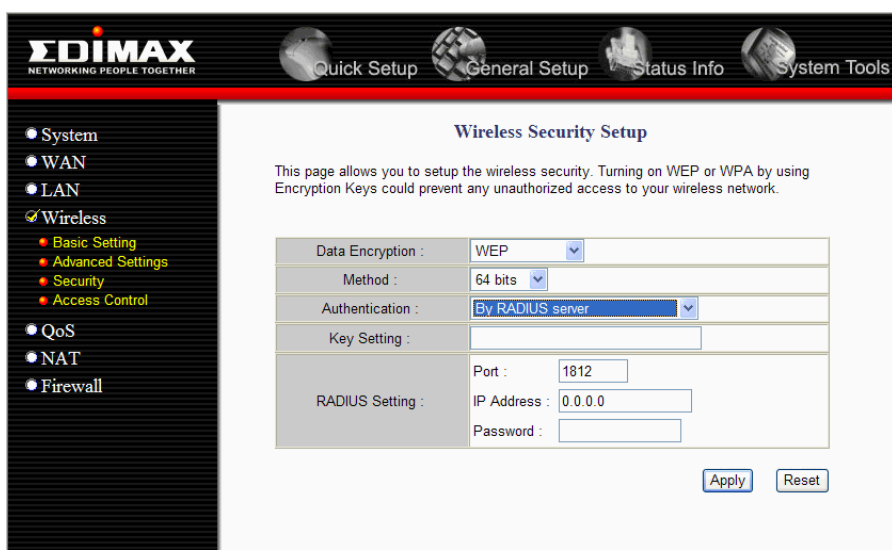 EDIMAX
NETWORKING PEOPLE TOGETHER
Quick Setup
General Setup
Status Info
System Tools
System
WAN
LAN
Wireless
Basic Setting
Advanced Settings
Security
Access Control
QoS
NAT
Firewall
Wireless Security Setup
This page allows you to setup the wireless security. Turning on WEP or WPA by using
Encryption Keys could prevent any unauthorized access to your wireless network.
Data Encryption : WEP
Method : 64 bits
Authentication : By RADIUS server
Key Setting :
RADIUS Setting :
Port : 1812
IP Address : 0.0.0.0
Password :
Apply Reset